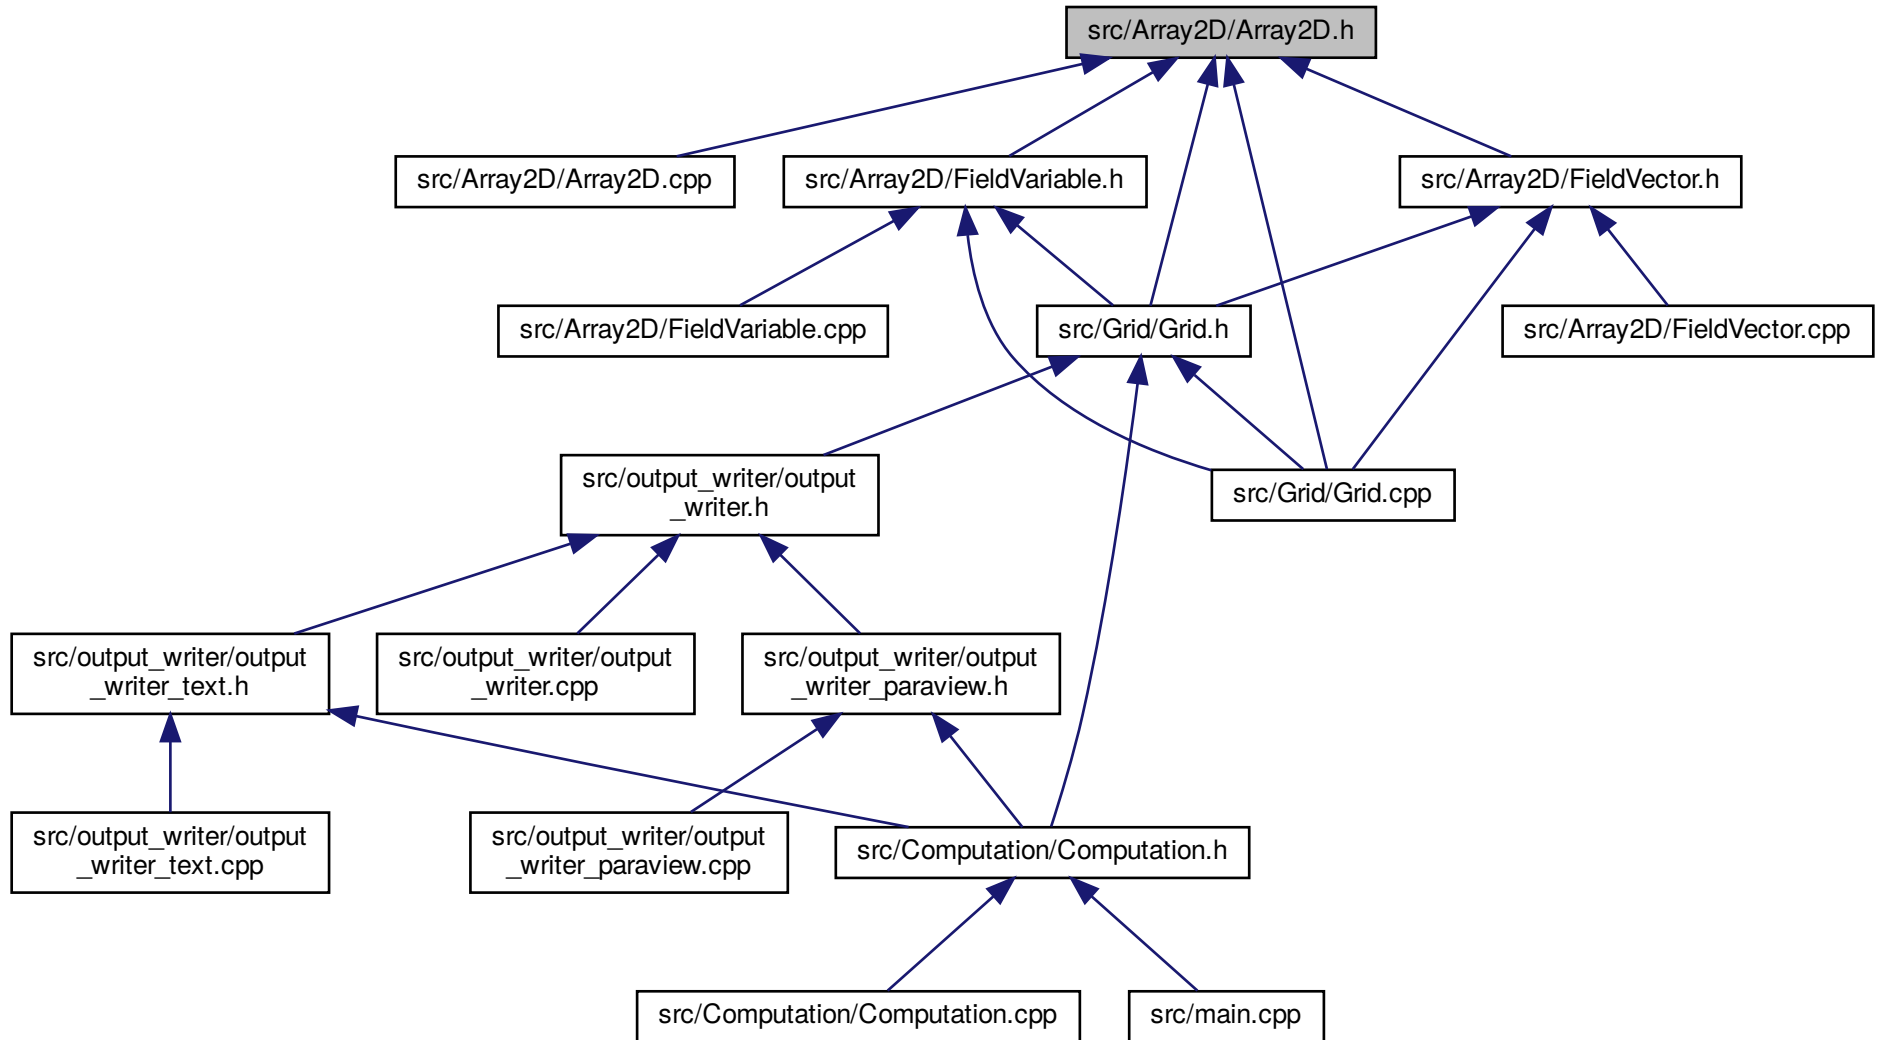 src/Array2D/Array2D.h
src/Array2D/Array2D.cpp
src/Array2D/FieldVariable.h
src/Array2D/FieldVector.h
src/Array2D/FieldVariable.cpp
src/Grid/Grid.h
src/Array2D/FieldVector.cpp
src/output_writer/output
_writer.h
src/Grid/Grid.cpp
src/output_writer/output
_writer_text.h
src/output_writer/output
_writer.cpp
src/output_writer/output
_writer_paraview.h
src/output_writer/output
_writer_text.cpp
src/output_writer/output
_writer_paraview.cpp
src/Computation/Computation.h
src/Computation/Computation.cpp
src/main.cpp